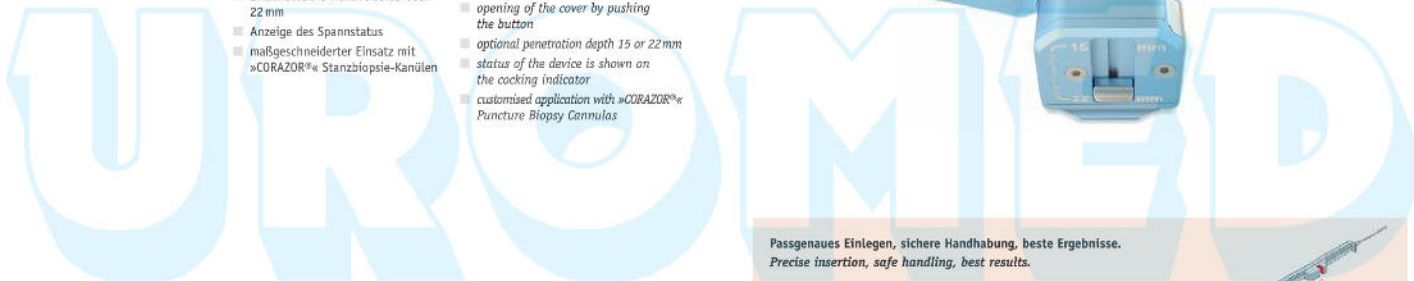 22 mm
Anzeige des Spannstatus
maßgeschneiderter Einsatz mit
»CORAZOR®« Stanzbiopsie-Kanülen
opening of the cover by pushing
the button
optional penetration depth 15 or 22 mm
status of the device is shown on
the cocking indicator
customised application with »CORAZOR®«
Puncture Biopsy Cannulas
16 mm
22 mm
UROMED
Passgenaues Einlegen, sichere Handhabung, beste Ergebnisse.
Precise insertion, safe handling, best results.